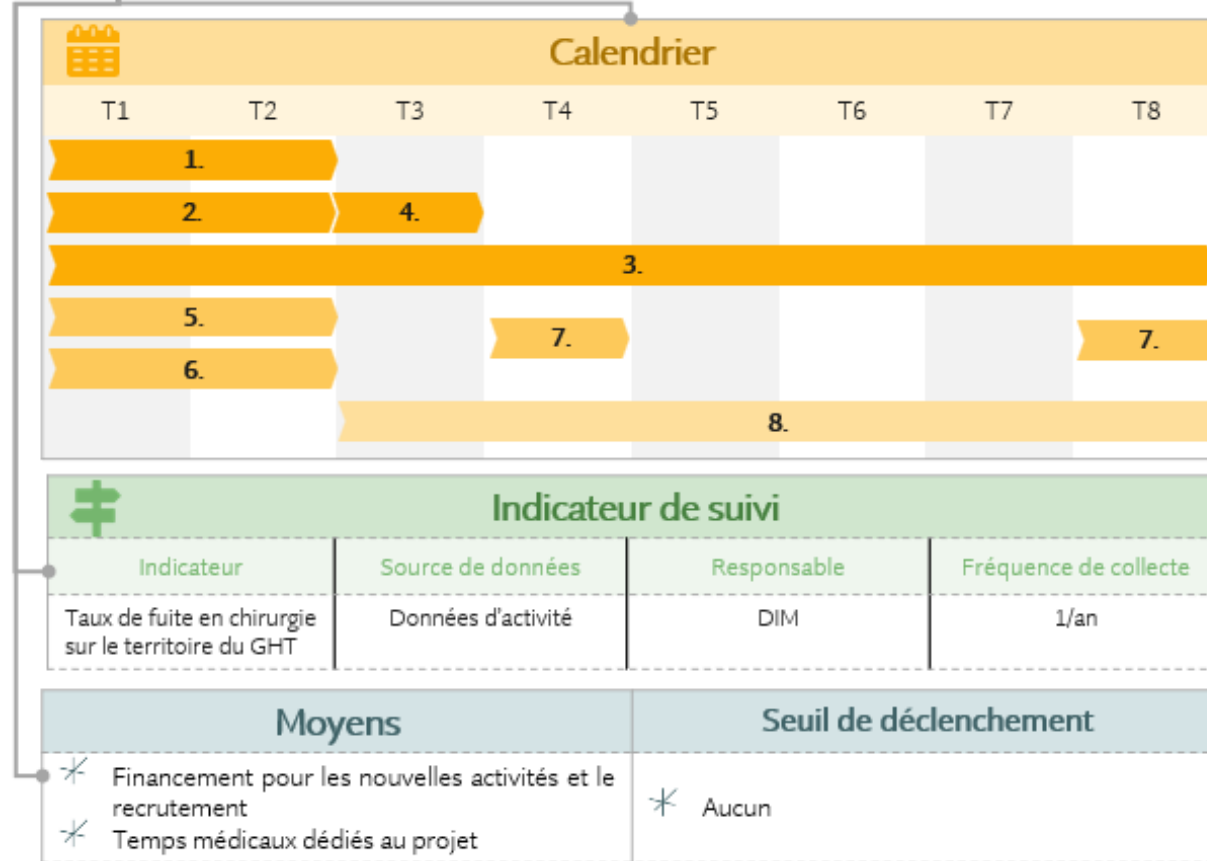 Calendrier
T1 T2 T3 T4 T5 T6 T7 T8
1.
2. 4.
3.
5.
7. 7.
6.
8.
Indicateur de suivi
Indicateur Source de données Responsable Fréquence de collecte
Taux de fuite en chirurgie Données d'activité DIM 1/an
sur le territoire du GHT
Moyens Seuil de déclenchement
Financement pour les nouvelles activités et le
recrutement
Aucun
Temps médicaux dédiés au projet